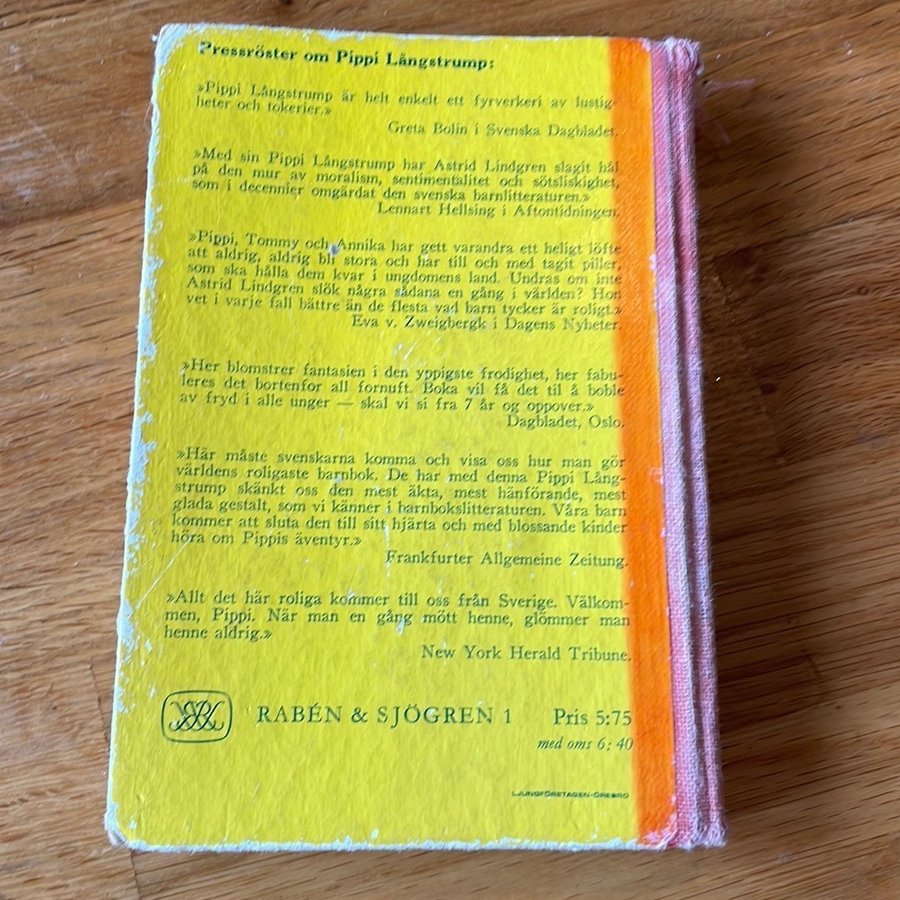 Pressröster om Pippi Långstrump:
»Pippi Långstrump är helt enkelt ett fyrverkeri av lustig-
heter och tokerier.»
Greta Bolin i Svenska Dagbladet.
»Med sin Pippi Långstrump har Astrid Lindgren slagit hål
på den mur av moralism, sentimentalitet och sötsliskighet,
som i decennier omgärdat den svenska barnlitteraturen.»
Lennart Hellsing i Aftontidningen.
»Pippi, Tommy och Annika har gett varandra ett heligt löfte
att aldrig, aldrig bli stora och har till och med tagit piller,
som ska hålla dem kvar i ungdomens land. Undras om inte
Astrid Lindgren slök några sådana en gång i världen? Hon
vet i varje fall bättre än de flesta vad barn tycker är roligt.»
Eva v. Zweigbergk i Dagens Nyheter.
»Her blomstrer fantasien i den yppigste frodighet, her fabu-
leres det bortenfor all fornuft. Boka vil få det til å boble
av fryd i alle unger — skal vi si fra 7 år og oppover.»
Dagbladet, Oslo.
»Här måste svenskarna komma och visa oss hur man gör
världens roligaste barnbok. De har med denna Pippi Lång-
strump skänkt oss den mest äkta, mest hänförande, mest
glada gestalt, som vi känner i barnbokslitteraturen. Våra barn
kommer att sluta den till sitt hjärta och med blossande kinder
höra om Pippis äventyr.»
Frankfurter Allgemeine Zeitung.
»Allt det här roliga kommer till oss från Sverige. Välkom-
men, Pippi. När man en gång mött henne, glömmer man
henne aldrig.»
New York Herald Tribune.
RABÉN & SJÖGREN 1 Pris 5:75
med oms 6:40
LJUNGFÖRETAGEN-ÖREBRO